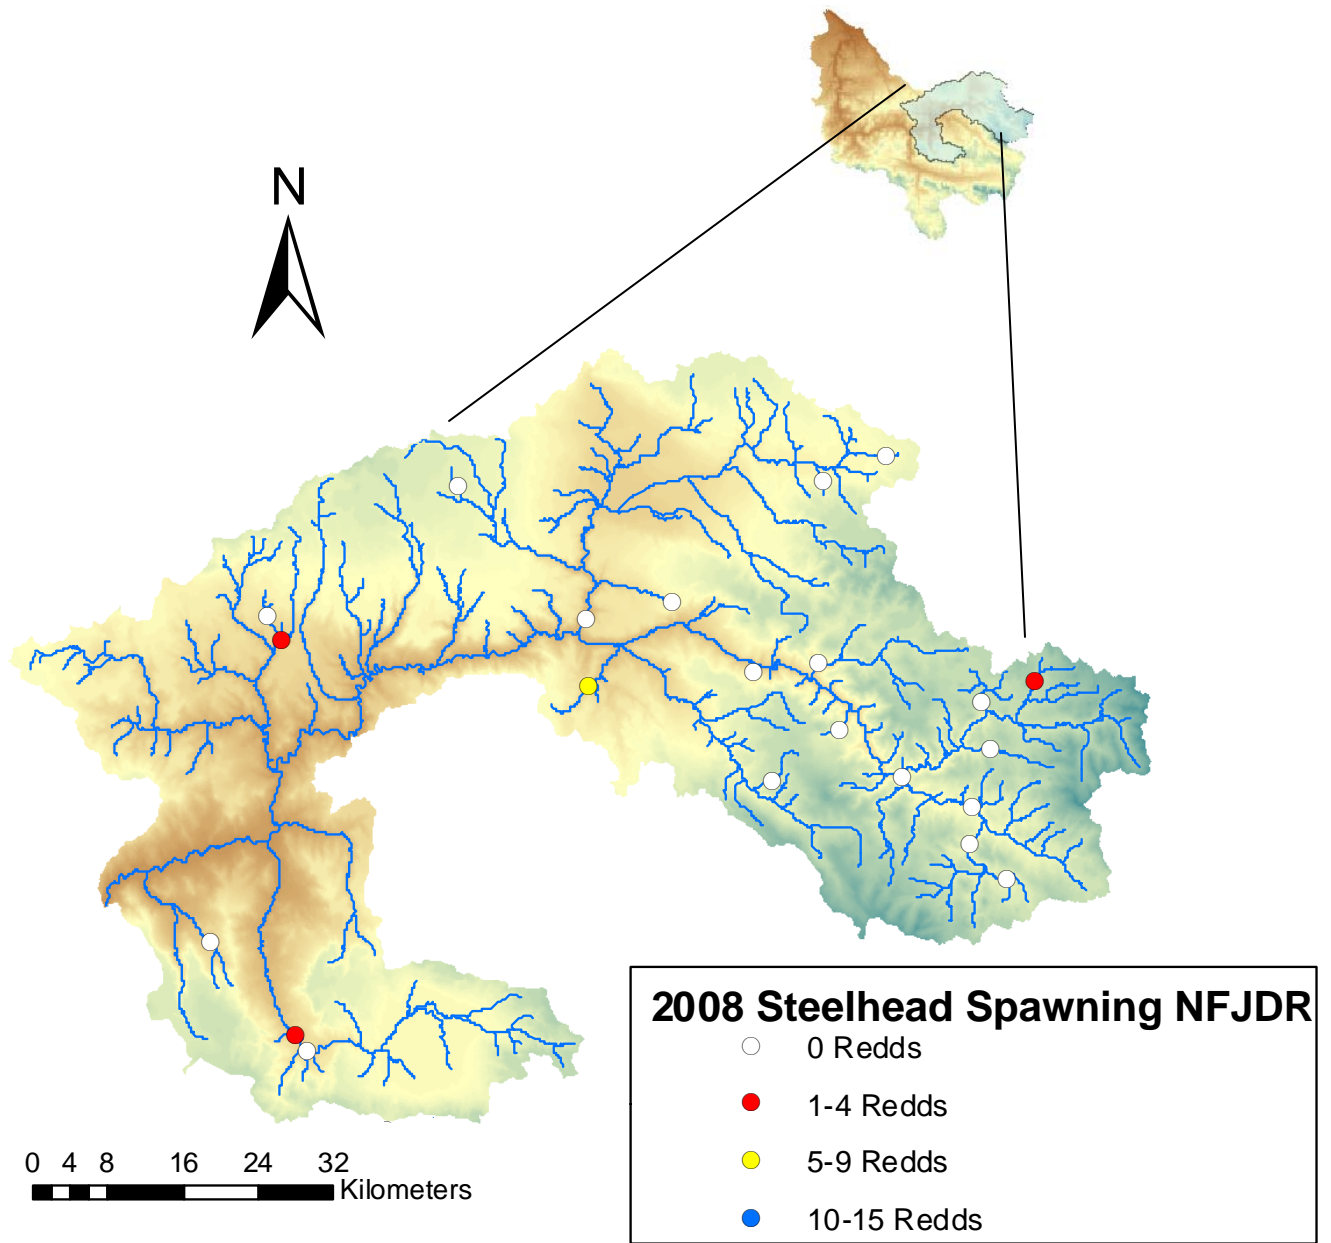 N
2008 Steelhead Spawning NFJDR
0 Redds
1-4 Redds
5-9 Redds
10-15 Redds
0 4 8 16 24 32
Kilometers